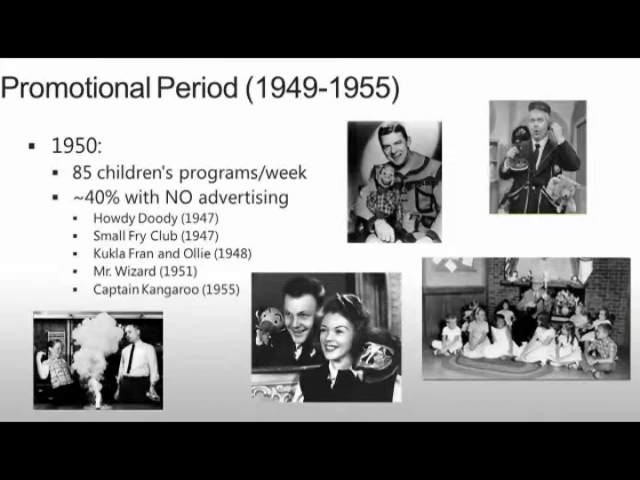 Promotional Period (1949-1955)
1950:
85 children's programs/week
~40% with NO advertising
Howdy Doody (1947)
Small Fry Club (1947)
Kukla Fran and Ollie (1948)
Mr. Wizard (1951)
Captain Kangaroo (1955)